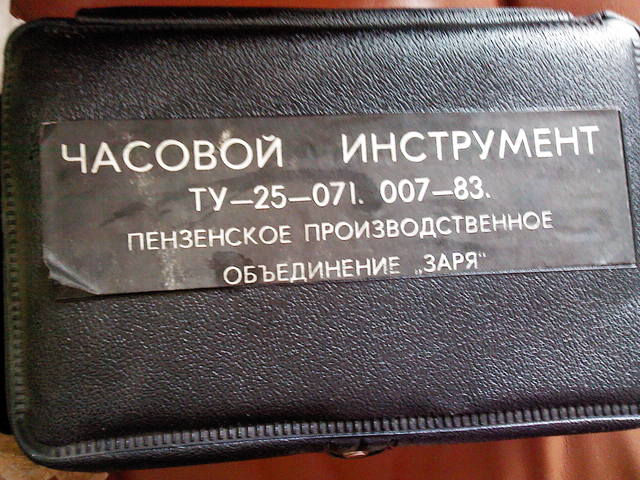 ЧАСОВОЙ ИНСТРУМЕНТ
ТУ—25—071. 007—83.
ПЕНЗЕНСКОЕ ПРОИЗВОДСТВЕННОЕ
ОБЪЕДИНЕНИЕ „ЗАРЯ“